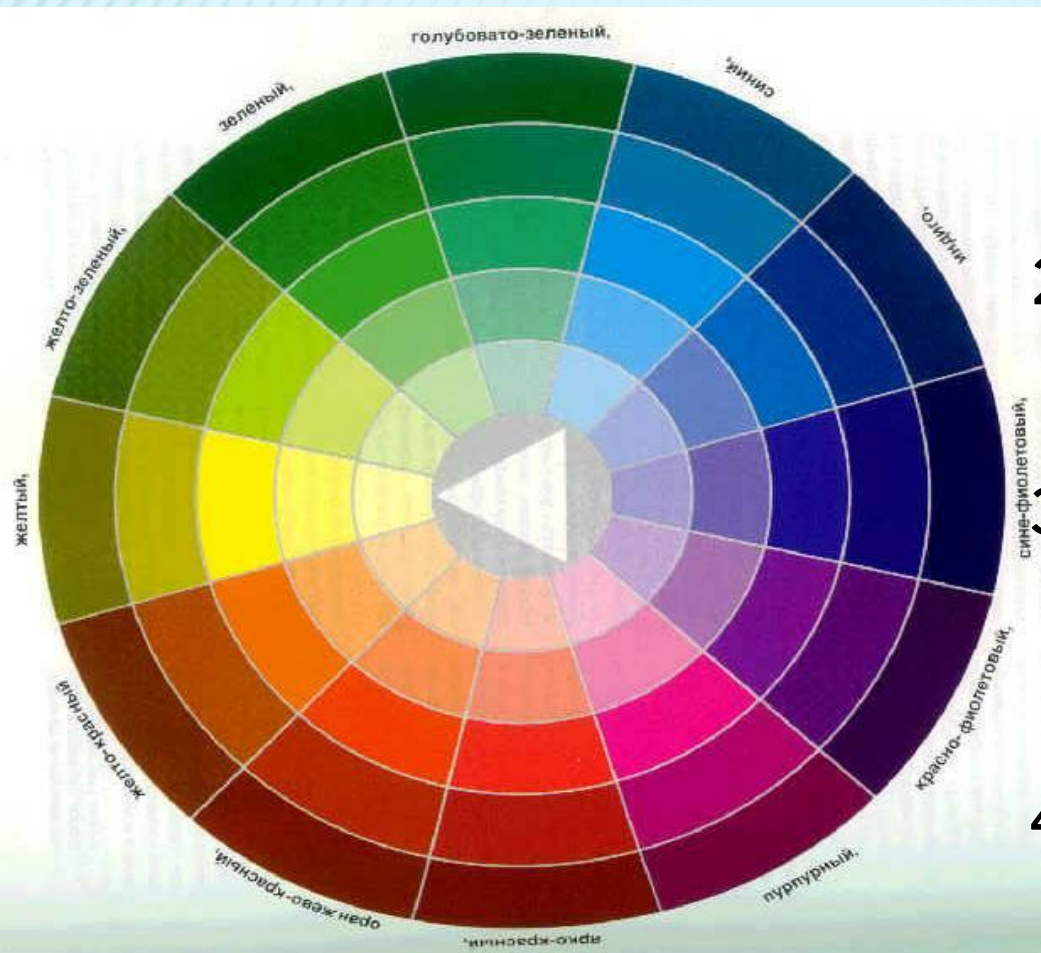 голубовато-зеленый,
синий,
индиго,
сине-фиолетовый,
красно-фиолетовый,
пурпурный,
ярко-красный,
оранжево-красный,
желто-красный
желтый,
желто-зеленый,
зеленый,